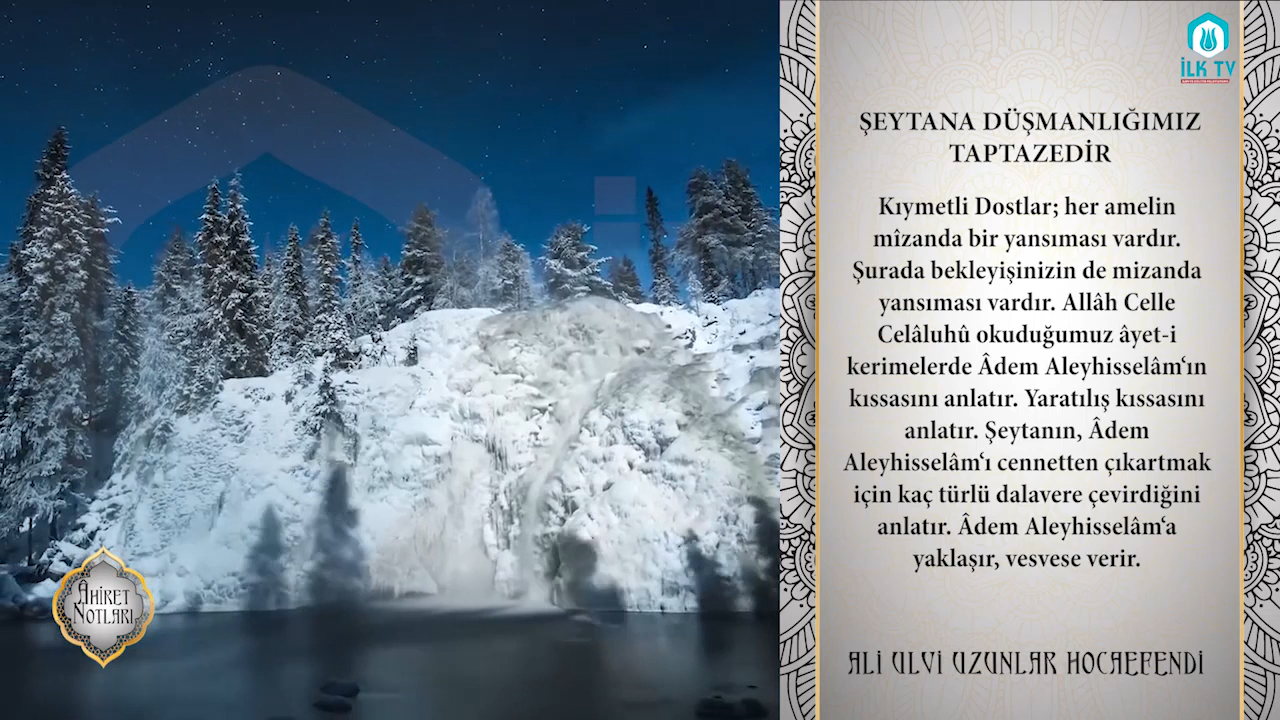 İLK TV
ŞEYTANA DÜŞMANLIĞIMIZ
TAPTAZEDİR
Kıymetli Dostlar; her amelin
mîzanda bir yansıması vardır.
Şurada bekleyişinizin de mizanda
yansıması vardır. Allâh Celle
Celâluhû okuduğumuz âyet-i
kerimelerde Âdem Aleyhisselâm‘ın
kıssasını anlatır. Yaratılış kıssasını
anlatır. Şeytanın, Âdem
Aleyhisselâm‘ı cennetten çıkartmak
için kaç türlü dalavere çevirdiğini
anlatır. Âdem Aleyhisselâm‘a
yaklaşır, vesvese verir.
ALİ ULVİ UZUNLAR HOCAEFENDİ
ÂHİRET
NOTLARI